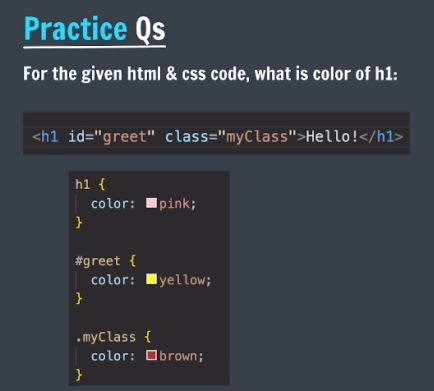 Practice Qs
For the given html & css code, what is color of h1:
<h1 id="greet" class="myClass">Hello!</h1>
h1 {
color: pink;
}
#greet {
color: yellow;
}
.myClass {
color: brown;
}